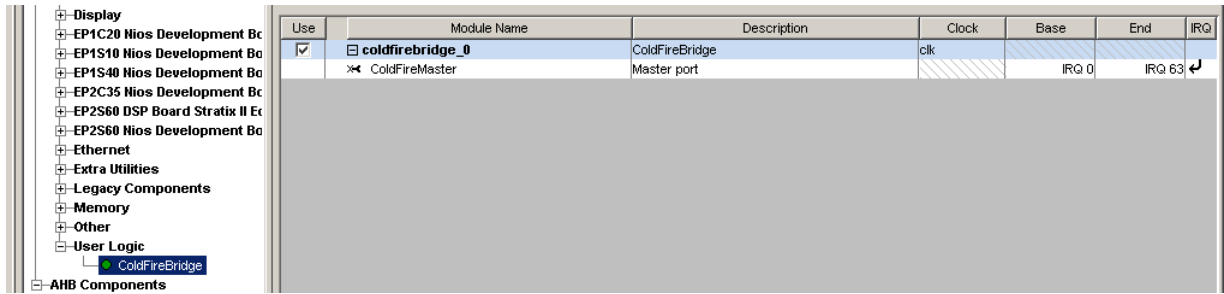 Display
EP1C20 Nios Development Bo
EP1S10 Nios Development Bo
EP1S40 Nios Development Bo
EP2C35 Nios Development Bo
EP2S60 DSP Board Stratix II Ec
EP2S60 Nios Development Bo
Ethernet
Extra Utilities
Legacy Components
Memory
Other
User Logic
ColdFireBridge
AHB Components
Use Module Name Description Clock Base End IRQ
coldfirebridge_0 ColdFireBridge clk
ColdFireMaster Master port IRQ 0 IRQ 63